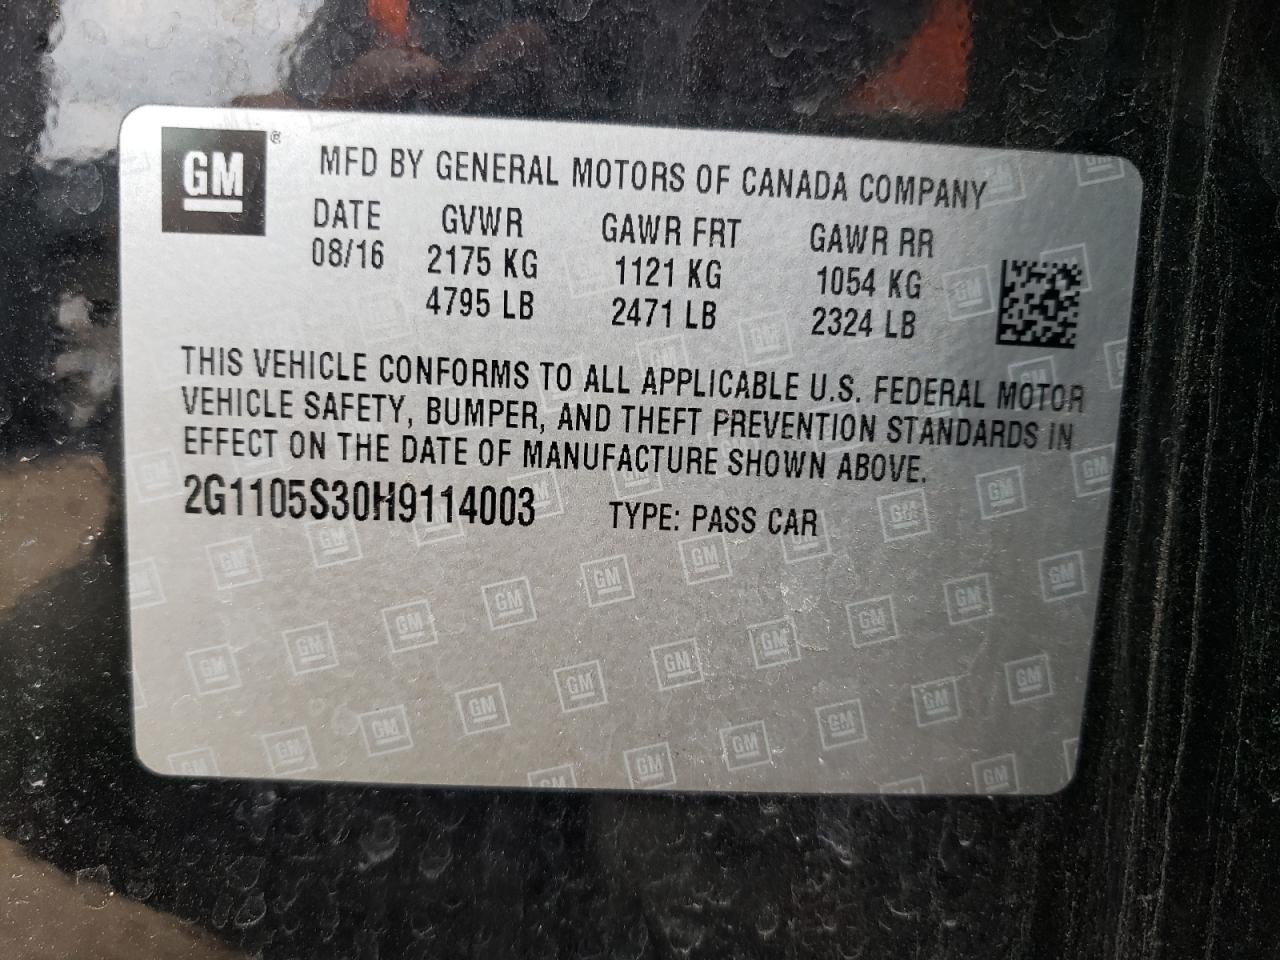 GM ®
MFD BY GENERAL MOTORS OF CANADA COMPANY
DATE GVWR GAWR FRT GAWR RR
08/16 2175 KG 1121 KG 1054 KG
4795 LB 2471 LB 2324 LB
THIS VEHICLE CONFORMS TO ALL APPLICABLE U.S. FEDERAL MOTOR
VEHICLE SAFETY, BUMPER, AND THEFT PREVENTION STANDARDS IN
EFFECT ON THE DATE OF MANUFACTURE SHOWN ABOVE.
2G1105S30H9114003 TYPE: PASS CAR